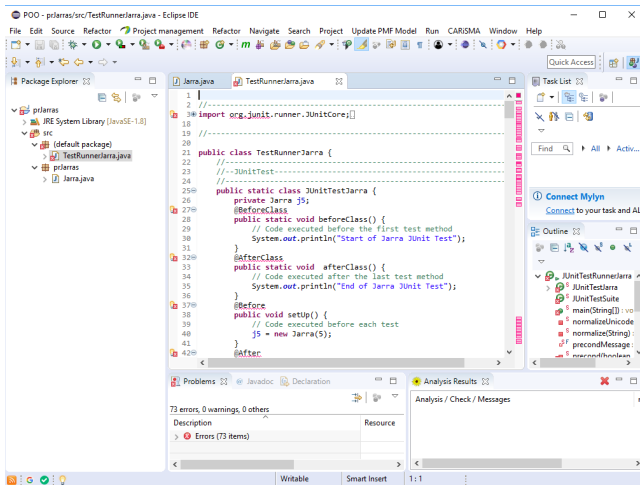 POO - prJarras/src/TestRunnerJarra.java - Eclipse IDE
File Edit Source Refactor Project management Refactor Navigate Search Project Update PMF Model Run CARiSMA Window Help
Quick Access
Package Explorer
prJarras
JRE System Library [JavaSE-1.8]
src
(default package)
TestRunnerJarra.java
prJarras
Jarra.java
Jarra.java TestRunnerJarra.java
1
2 //
3 import org.junit.runner.JUnitCore;
19 //
20
21 public class TestRunnerJarra {
22 //
23 //--JUnitTest
24 //
25 public static class JUnitTestJarra {
26 private Jarra j5;
27 @BeforeClass
28 public static void beforeClass() {
29 // Code executed before the first test method
30 System.out.println("Start of Jarra JUnit Test");
31 }
32 @AfterClass
33 public static void afterClass() {
34 // Code executed after the last test method
35 System.out.println("End of Jarra JUnit Test");
36 }
37 @Before
38 public void setUp() {
39 // Code executed before each test
40 j5 = new Jarra(5);
41 }
42 @After
Task List
Find All Activ...
Connect Mylyn
Connect to your task and AL
Outline
JUnitTestRunnerJarra
JUnitTestJarra
JUnitTestSuite
main(String[]) : vo
normalizeUnicode
normalize(String) :
precondMessage :
precond(boolean
Problems Javadoc Declaration
73 errors, 0 warnings, 0 others
Description Resource
Errors (73 items)
Analysis Results
Analysis / Check / Messages
Writable Smart Insert 1 : 1